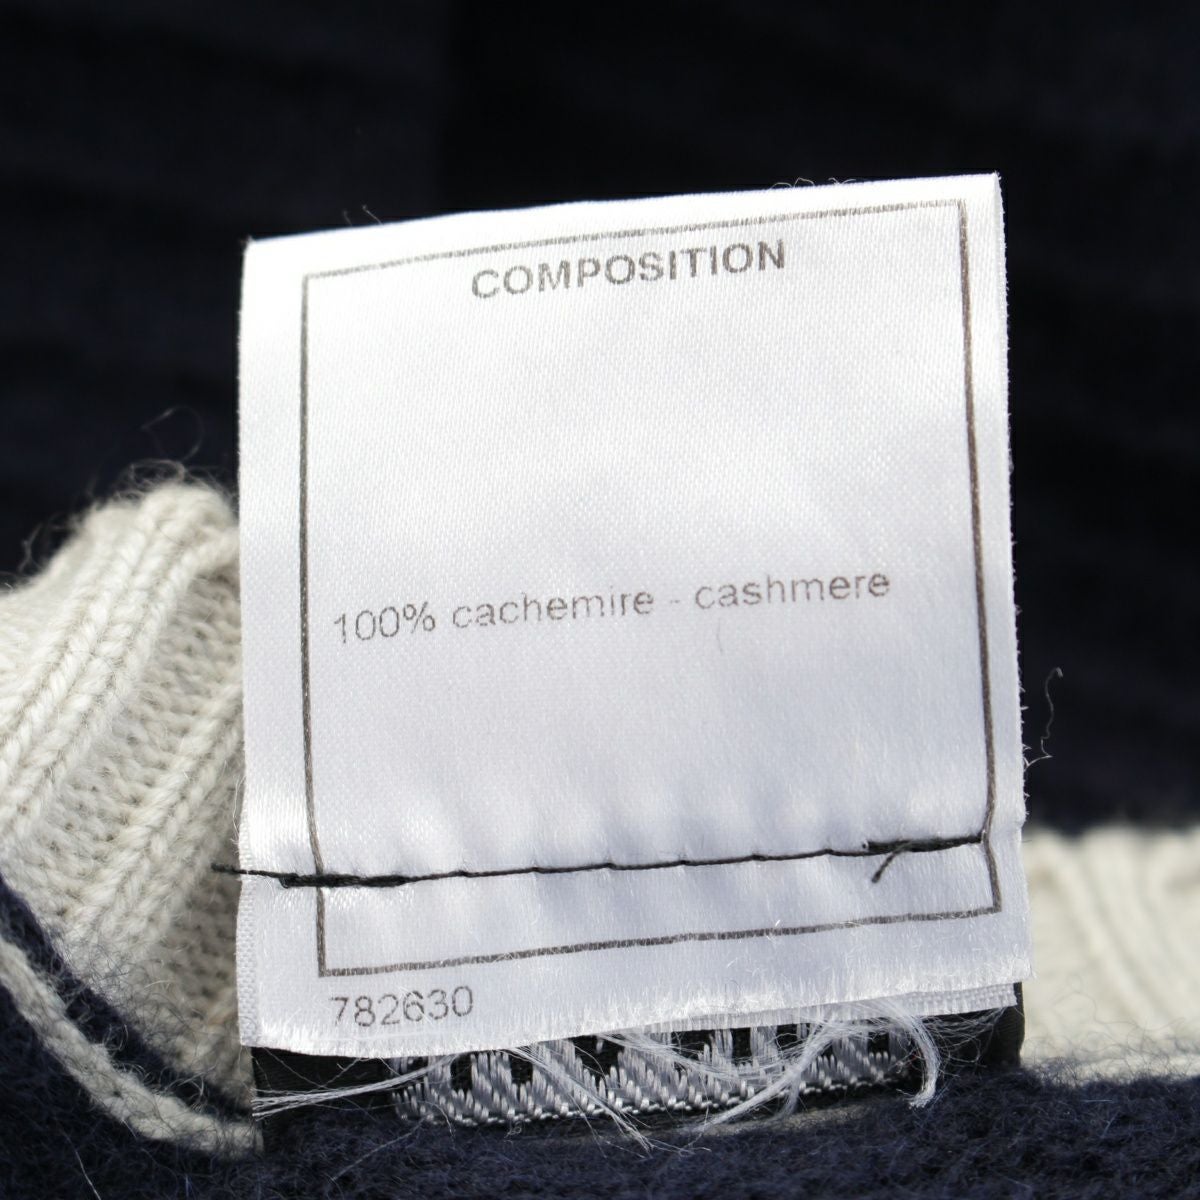 COMPOSITION
100% cachemire - cashmere
782630